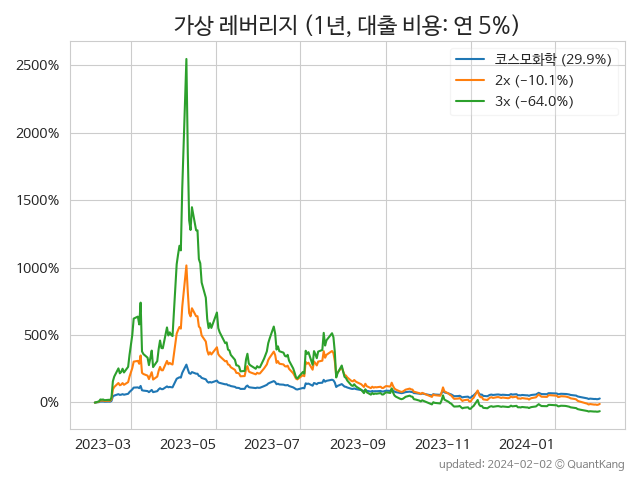 가상 레버리지 (1년, 대출 비용: 연 5%)
코스모화학 (29.9%)
2x (−10.1%)
3x (−64.0%)
2500%
2000%
1500%
1000%
500%
0%
2023-03 2023-05 2023-07 2023-09 2023-11 2024-01
updated: 2024-02-02 © QuantKang